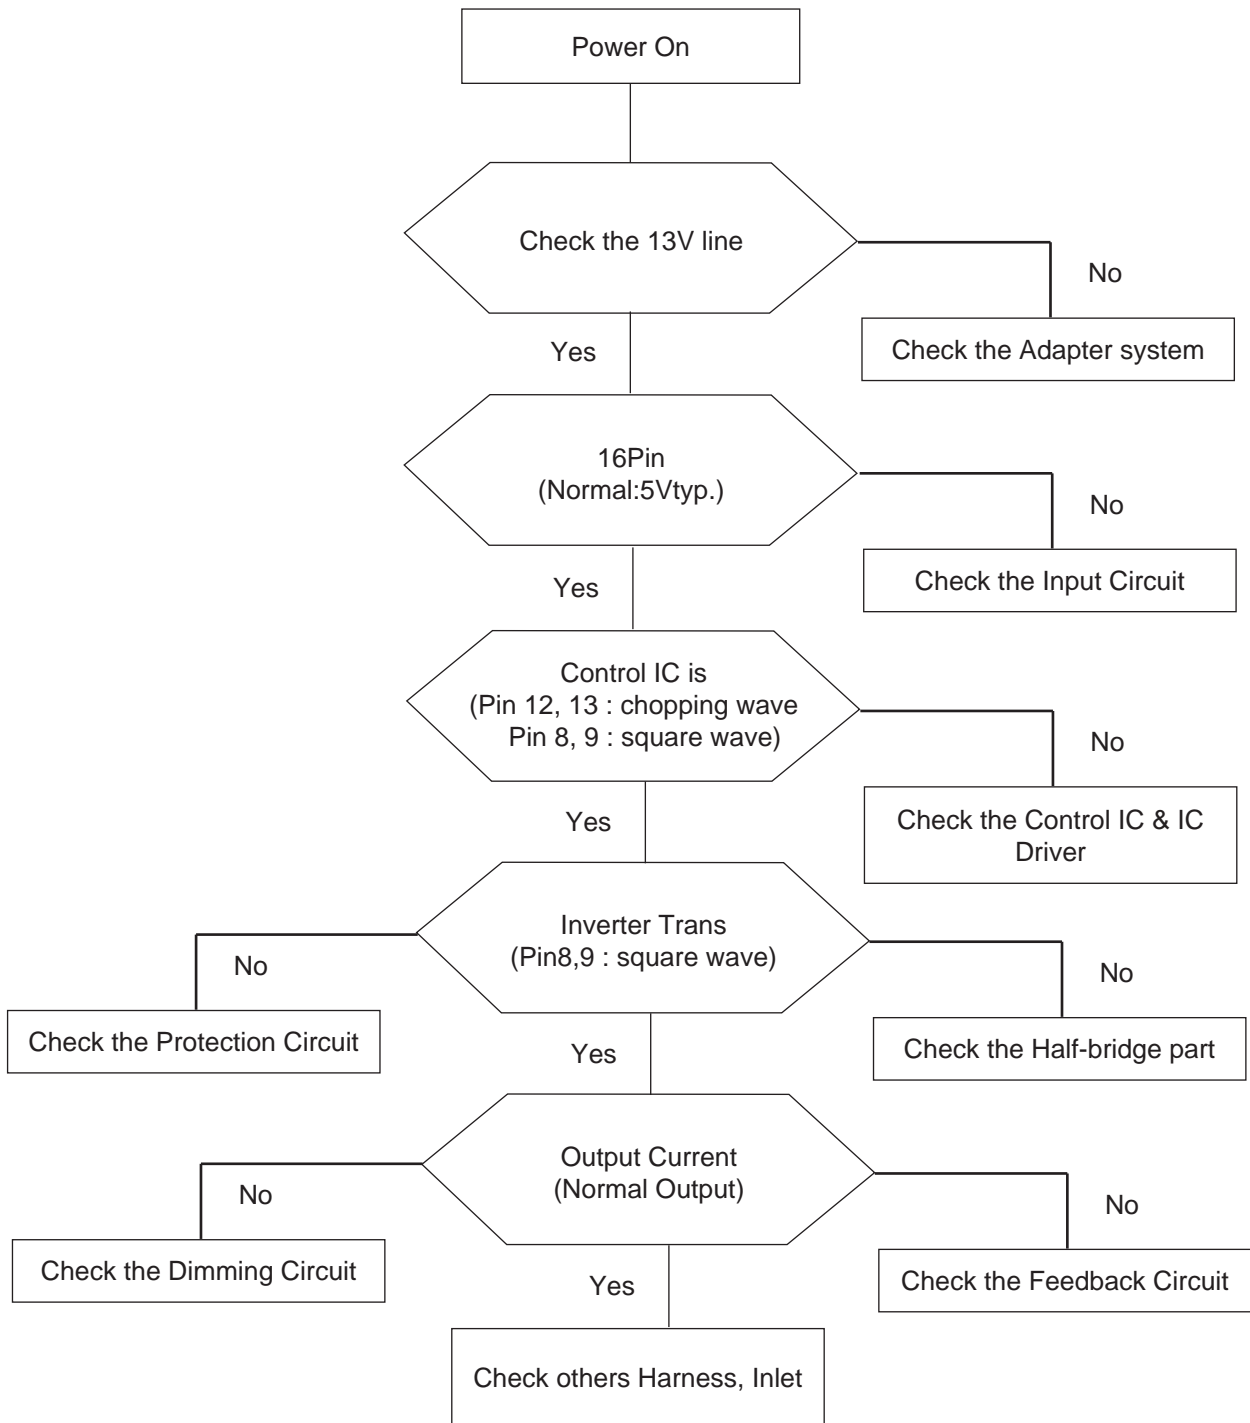 Power On
Check the 13V line
No
Check the Adapter system
Yes
16Pin
(Normal:5Vtyp.)
No
Check the Input Circuit
Yes
Control IC is
(Pin 12, 13 : chopping wave
Pin 8, 9 : square wave)
No
Check the Control IC & IC
Driver
Yes
Inverter Trans
(Pin8,9 : square wave)
No
No
Check the Protection Circuit
Check the Half-bridge part
Yes
Output Current
(Normal Output)
No
No
Check the Dimming Circuit
Check the Feedback Circuit
Yes
Check others Harness, Inlet